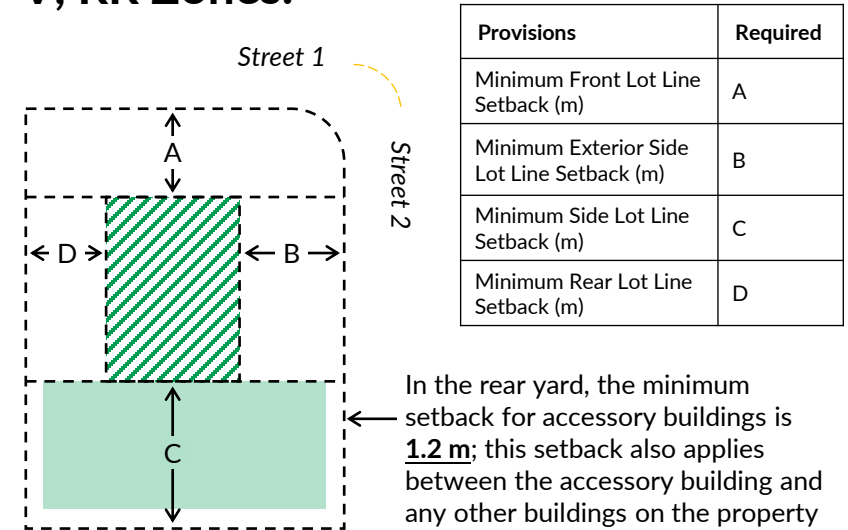 V, RR Zones.
Street 1
Street 2
A
D
B
C
Provisions Required
Minimum Front Lot Line
Setback (m)
A
Minimum Exterior Side
Lot Line Setback (m)
B
Minimum Side Lot Line
Setback (m)
C
Minimum Rear Lot Line
Setback (m)
D
In the rear yard, the minimum
setback for accessory buildings is
1.2 m; this setback also applies
between the accessory building and
any other buildings on the property